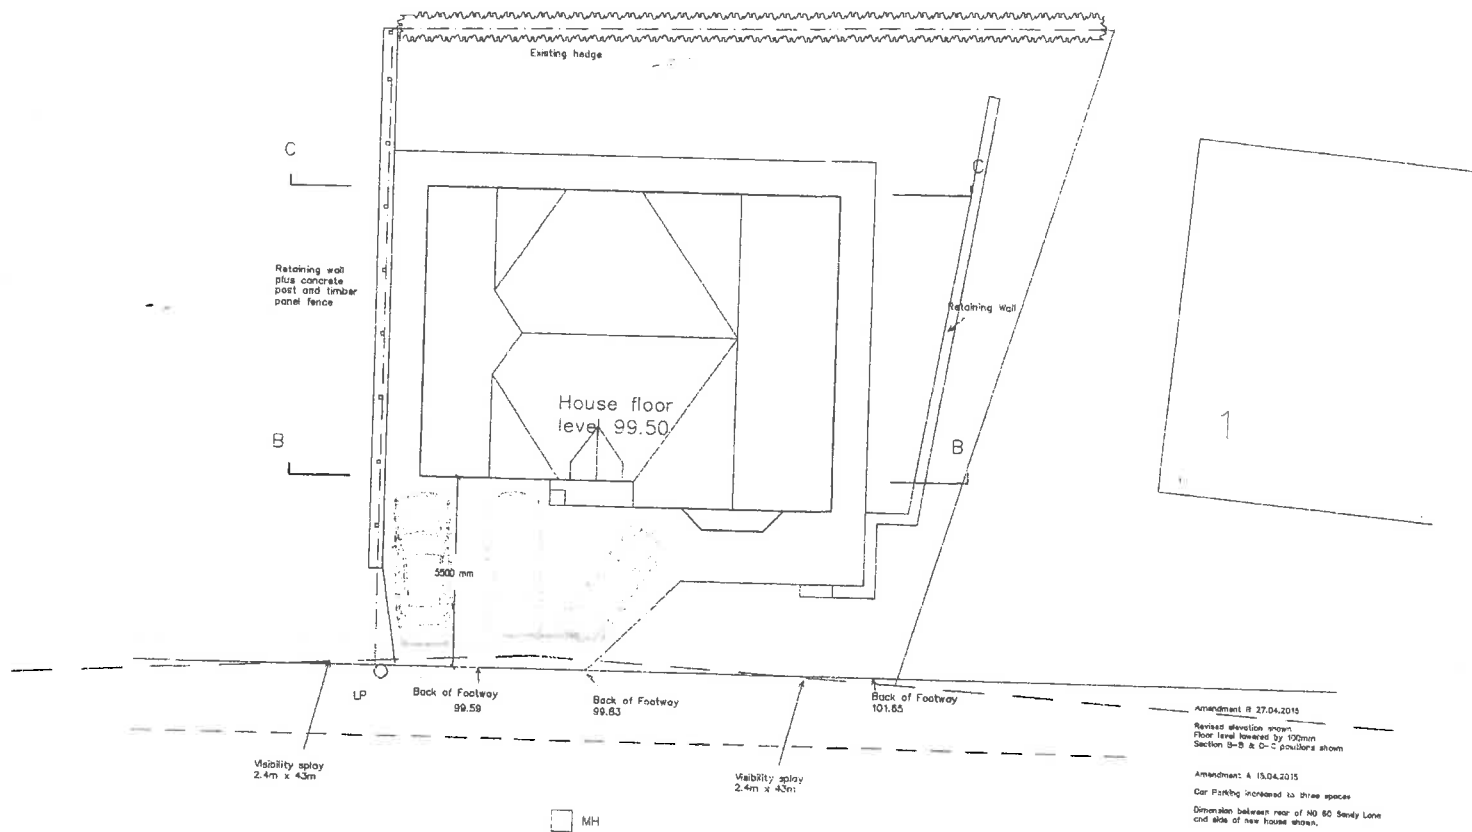 Existing hedge
C
C
Retaining wall
plus concrete
post and timber
panel fence
Retaining Wall
House floor
level 99.50
1
B
B
5500 mm
LP
Back of Footway
99.59
Back of Footway
99.83
Back of Footway
101.65
Visibility splay
2.4m x 43m
Visibility splay
2.4m x 43m
MH
Amendment B 27.04.2015
Revised elevation shown
Floor level lowered by 100mm
Section B-B & C-C positions shown
Amendment A 15.04.2015
Car Parking increased to three spaces
Dimension between rear of NO 60 Sandy Lane
and side of new house shown.